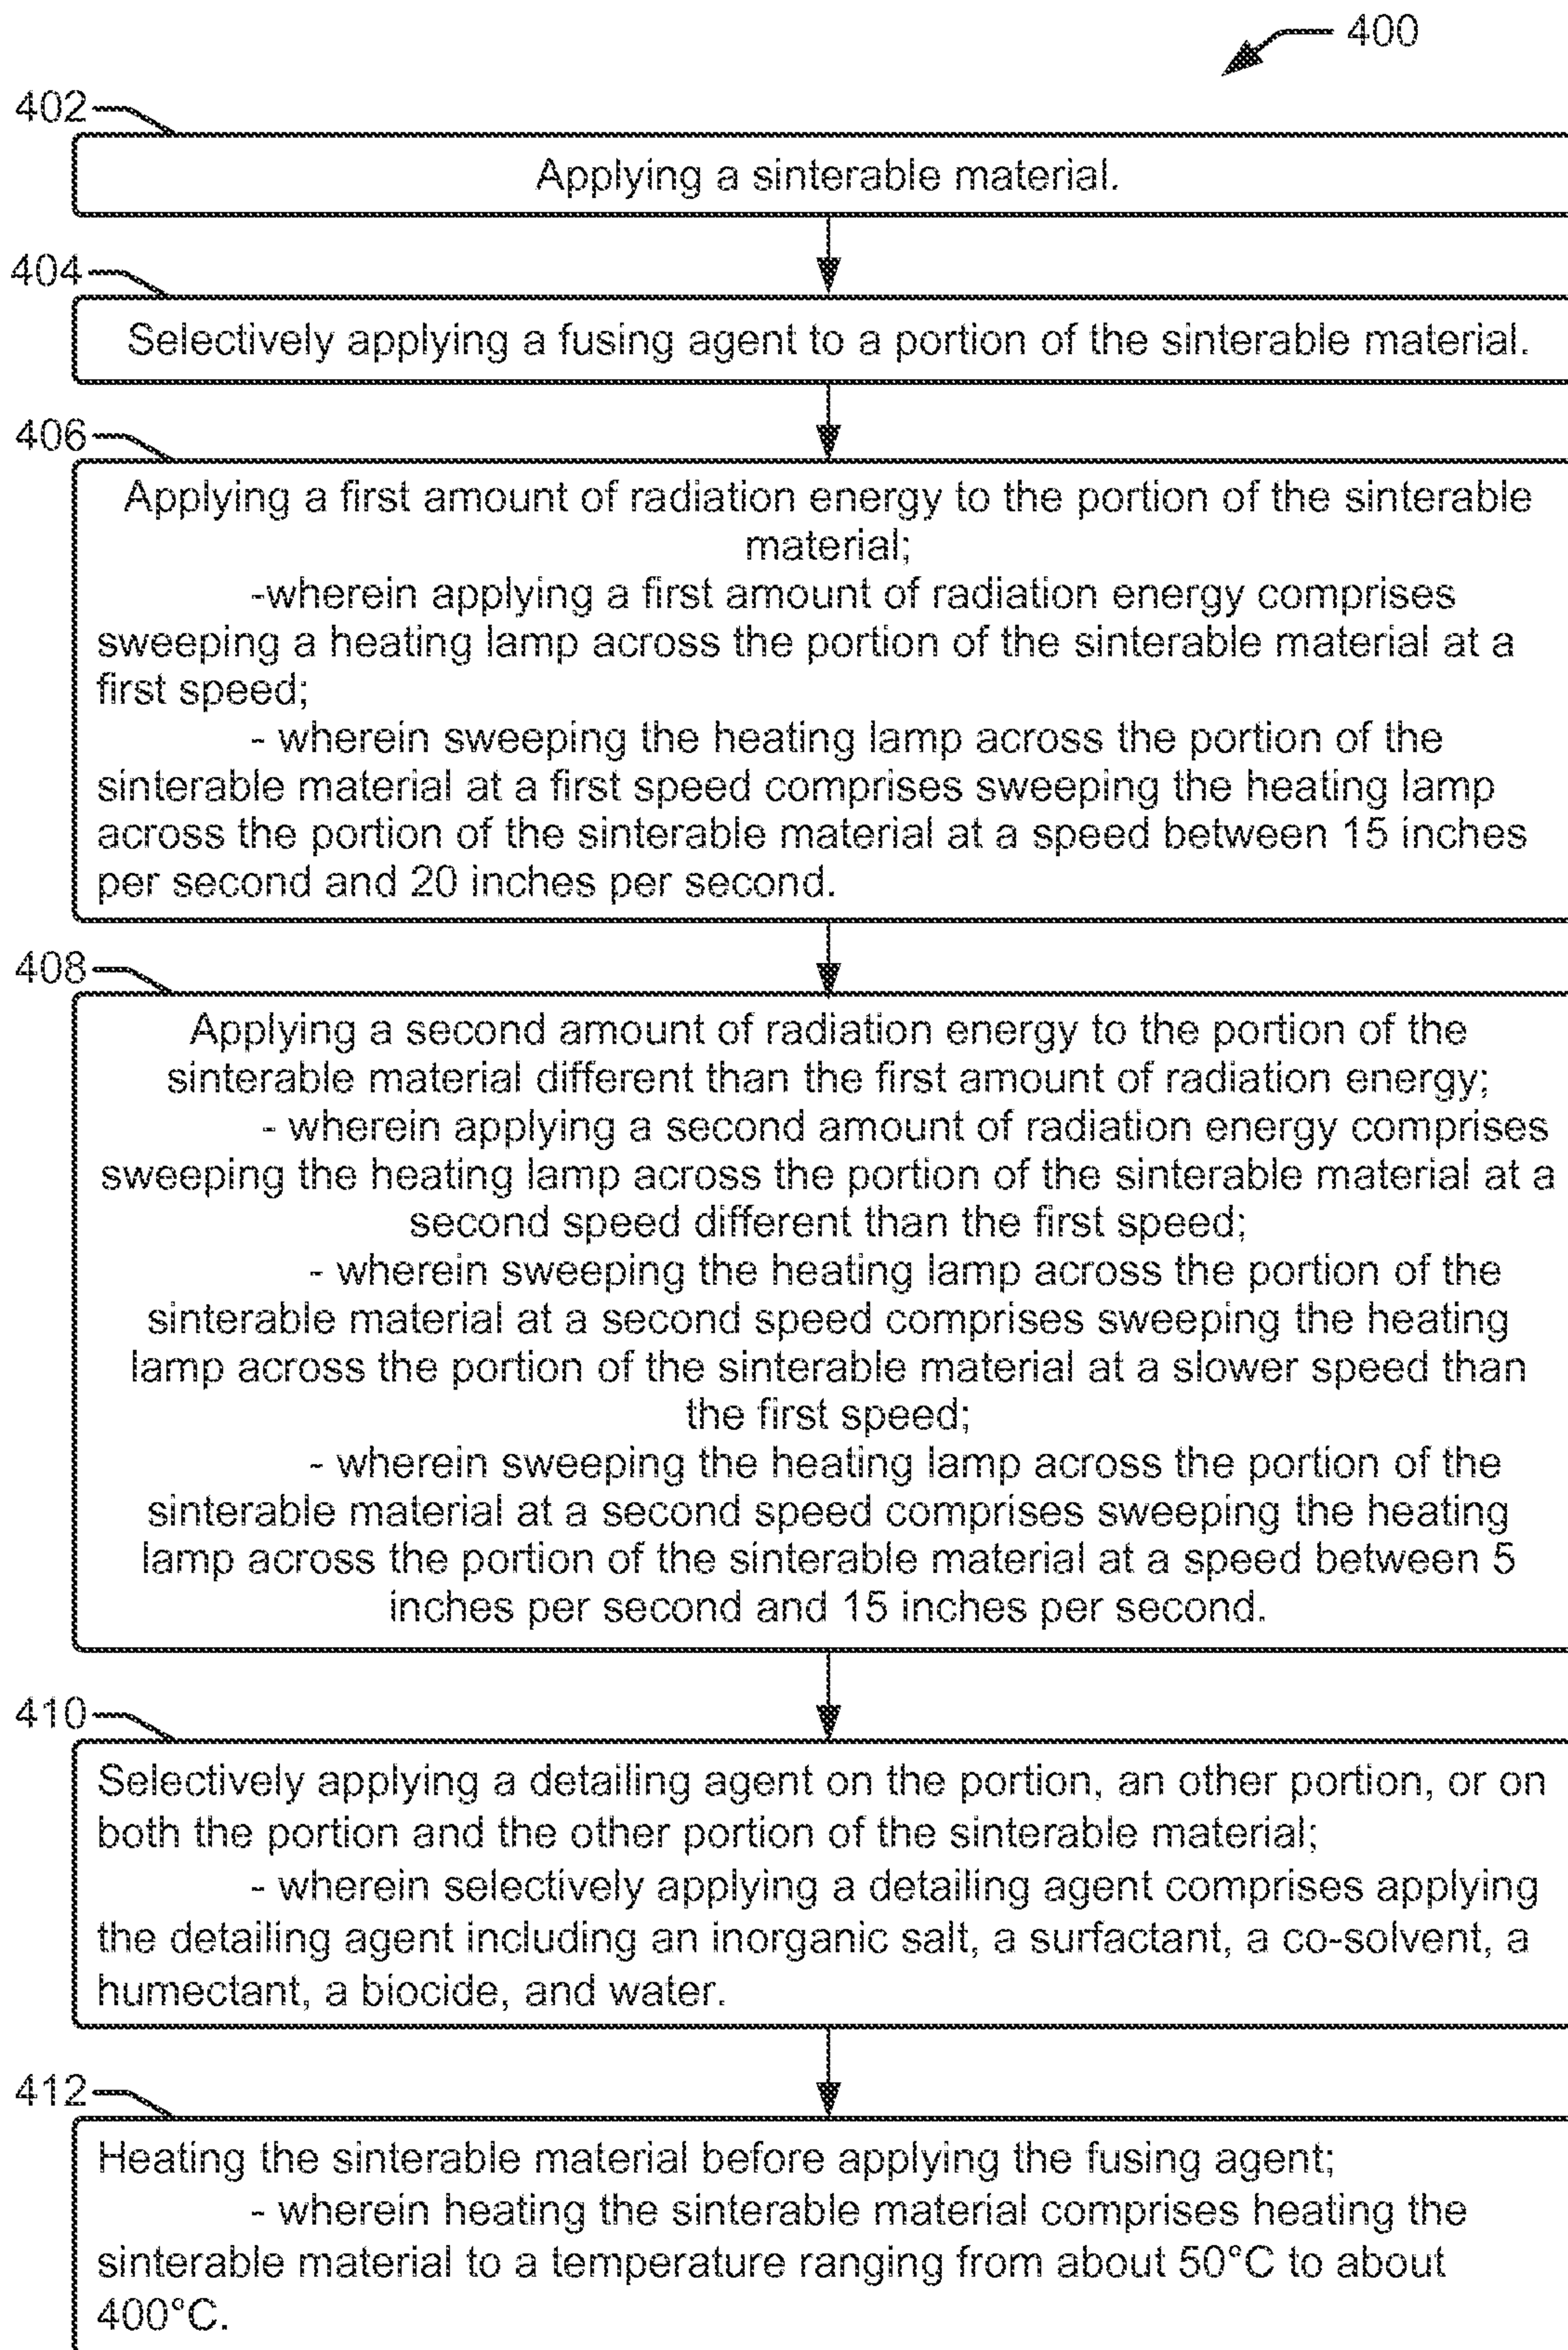 400
402
Applying a sinterable material.
404
Selectively applying a fusing agent to a portion of the sinterable material.
406
Applying a first amount of radiation energy to the portion of the sinterable
material;
-wherein applying a first amount of radiation energy comprises
sweeping a heating lamp across the portion of the sinterable material at a
first speed;
- wherein sweeping the heating lamp across the portion of the
sinterable material at a first speed comprises sweeping the heating lamp
across the portion of the sinterable material at a speed between 15 inches
per second and 20 inches per second.
408
Applying a second amount of radiation energy to the portion of the
sinterable material different than the first amount of radiation energy;
- wherein applying a second amount of radiation energy comprises
sweeping the heating lamp across the portion of the sinterable material at a
second speed different than the first speed;
- wherein sweeping the heating lamp across the portion of the
sinterable material at a second speed comprises sweeping the heating
lamp across the portion of the sinterable material at a slower speed than
the first speed;
- wherein sweeping the heating lamp across the portion of the
sinterable material at a second speed comprises sweeping the heating
lamp across the portion of the sinterable material at a speed between 5
inches per second and 15 inches per second.
410
Selectively applying a detailing agent on the portion, an other portion, or on
both the portion and the other portion of the sinterable material;
- wherein selectively applying a detailing agent comprises applying
the detailing agent including an inorganic salt, a surfactant, a co-solvent, a
humectant, a biocide, and water.
412
Heating the sinterable material before applying the fusing agent;
- wherein heating the sinterable material comprises heating the
sinterable material to a temperature ranging from about 50°C to about
400°C.